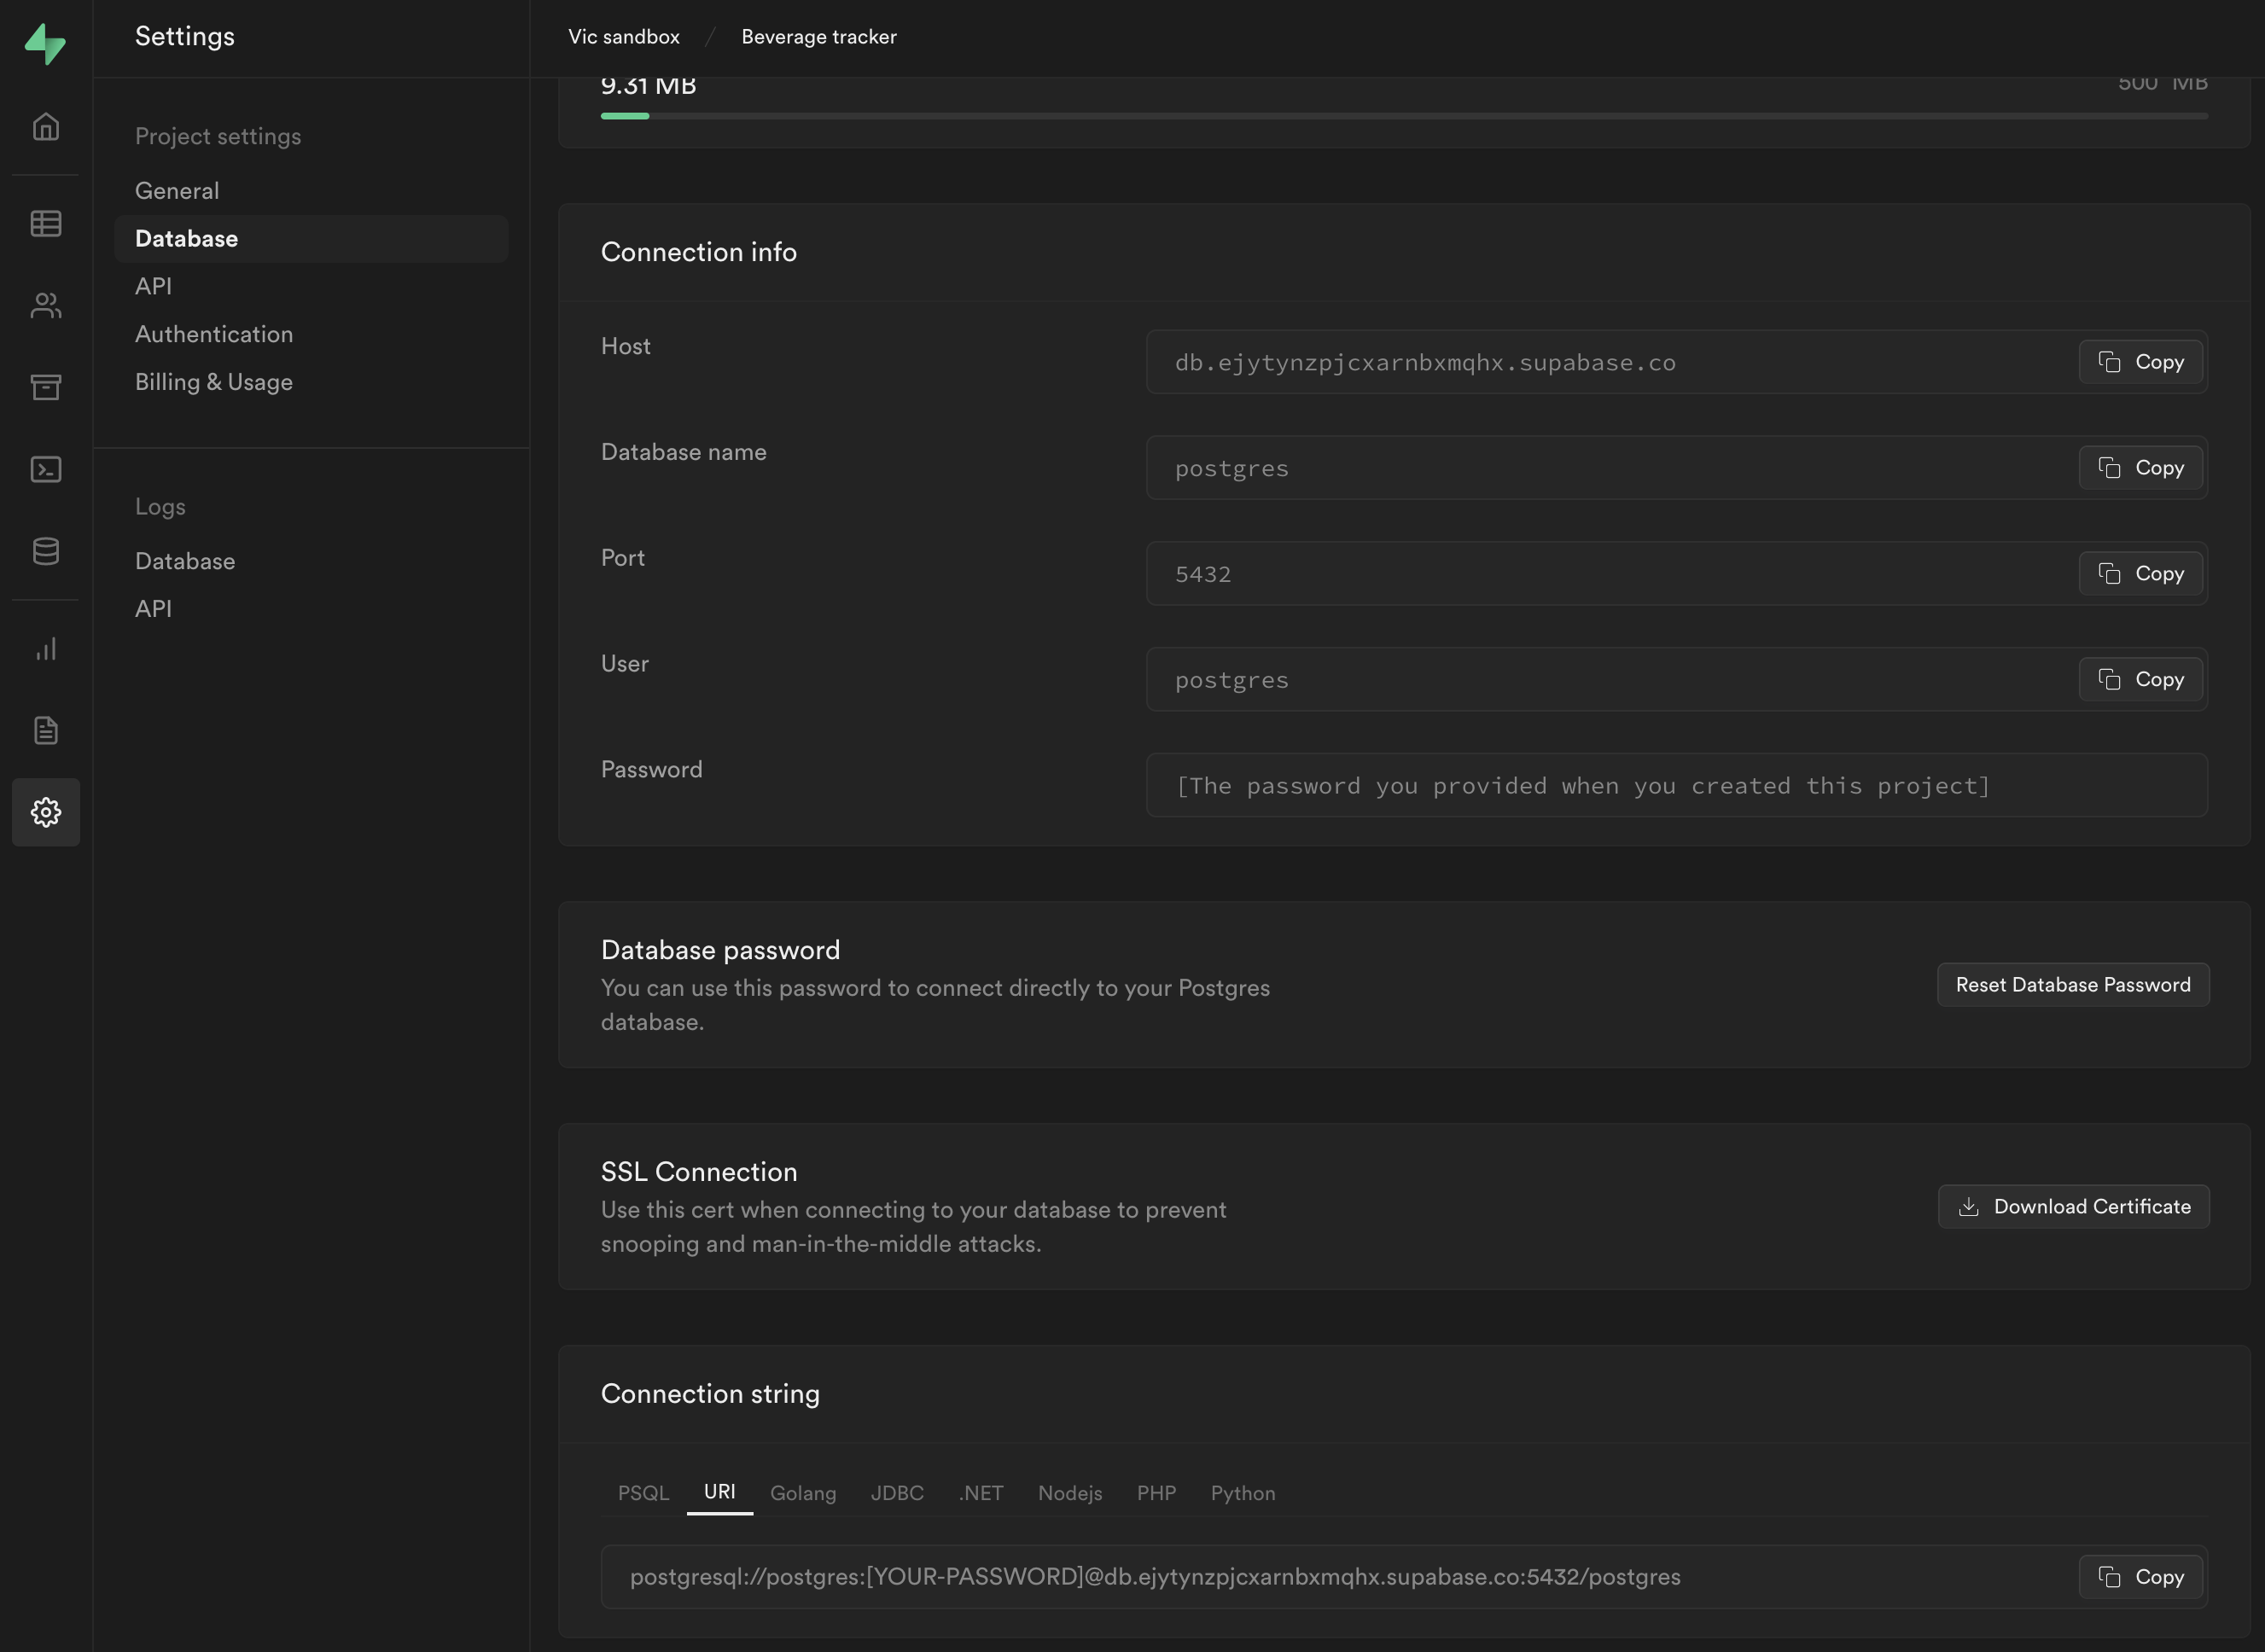 Settings
Vic sandbox / Beverage tracker
Project settings
General
Database
API
Authentication
Billing & Usage
Logs
Database
API
9.31 MB
500 MB
Connection info
Host
db.ejytynzpjcxarnbxmqhx.supabase.co
Copy
Database name
postgres
Copy
Port
5432
Copy
User
postgres
Copy
Password
[The password you provided when you created this project]
Database password
You can use this password to connect directly to your Postgres
database.
Reset Database Password
SSL Connection
Use this cert when connecting to your database to prevent
snooping and man-in-the-middle attacks.
Download Certificate
Connection string
PSQL URI Golang JDBC .NET Nodejs PHP Python
postgresql://postgres:[YOUR-PASSWORD]@db.ejytynzpjcxarnbxmqhx.supabase.co:5432/postgres
Copy